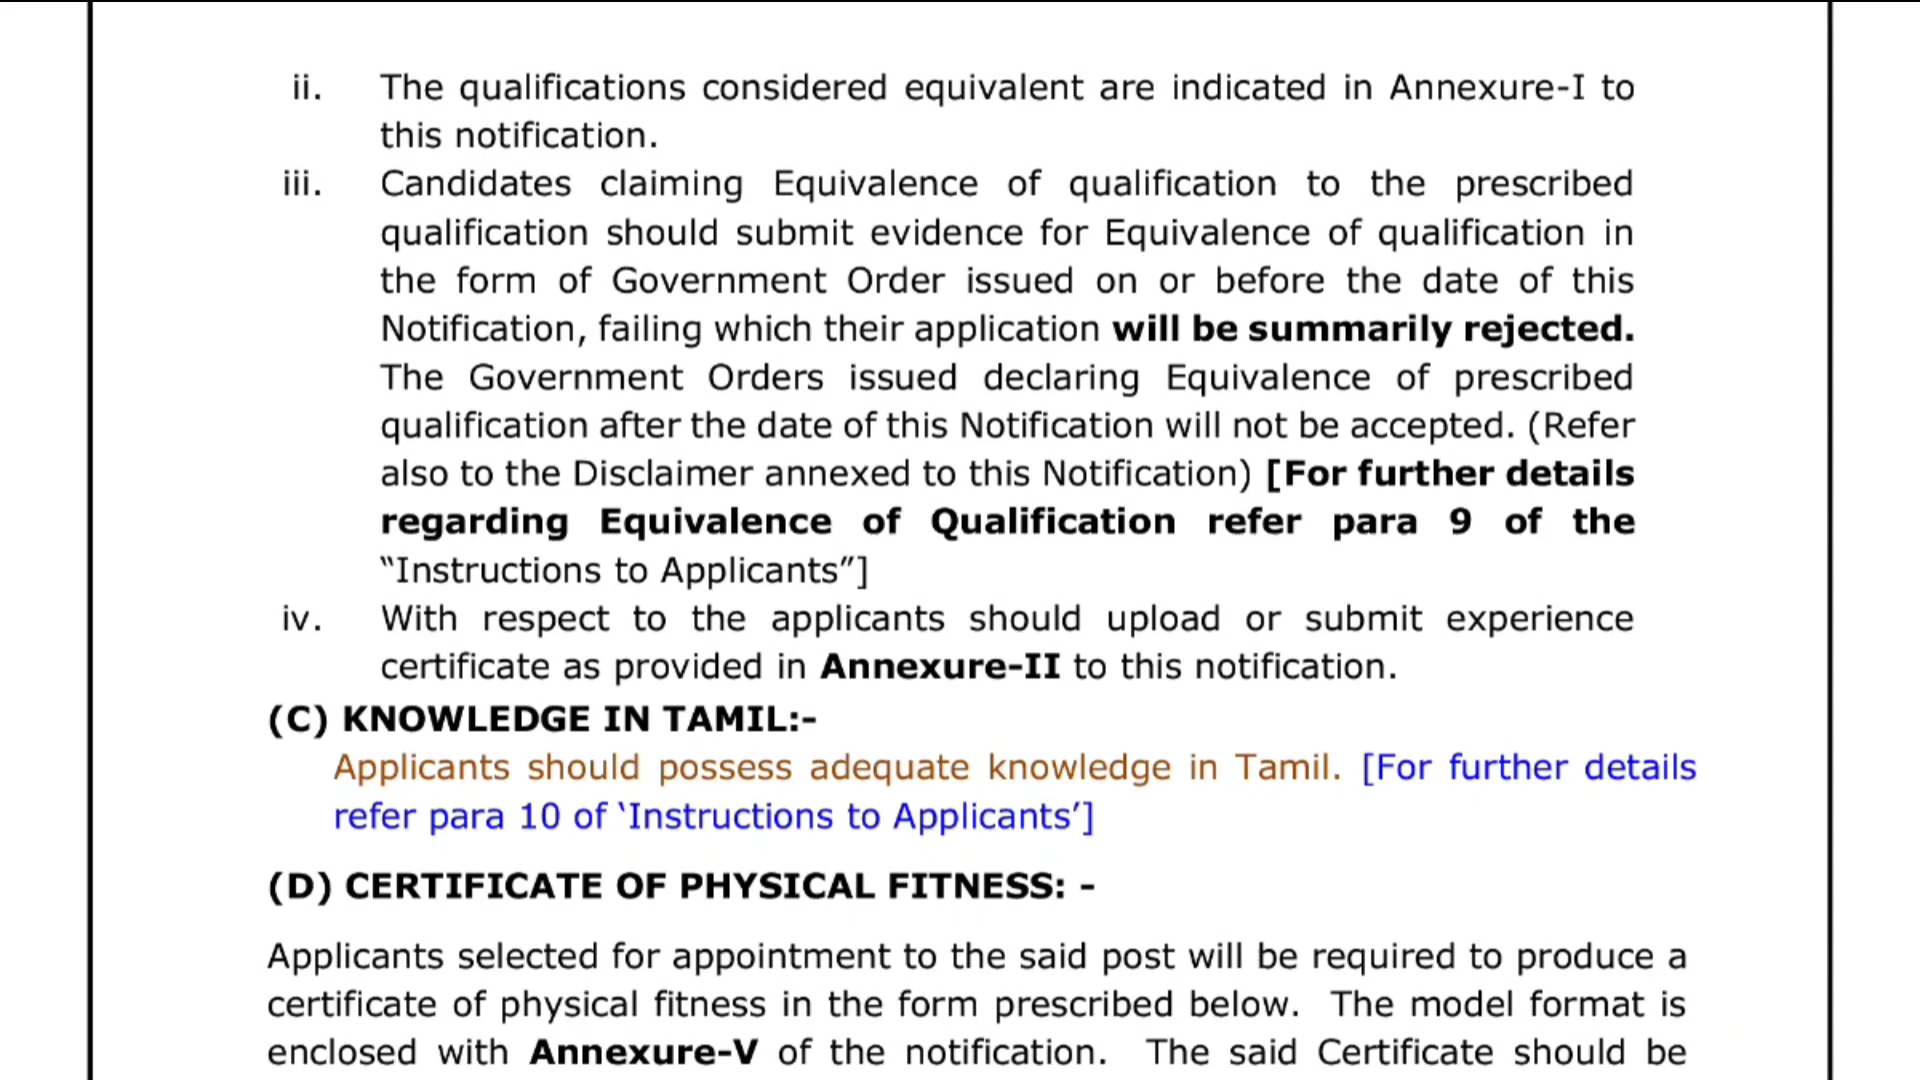 ii. The qualifications considered equivalent are indicated in Annexure-I to
this notification.
iii. Candidates claiming Equivalence of qualification to the prescribed
qualification should submit evidence for Equivalence of qualification in
the form of Government Order issued on or before the date of this
Notification, failing which their application will be summarily rejected.
The Government Orders issued declaring Equivalence of prescribed
qualification after the date of this Notification will not be accepted. (Refer
also to the Disclaimer annexed to this Notification) [For further details
regarding Equivalence of Qualification refer para 9 of the
“Instructions to Applicants”]
iv. With respect to the applicants should upload or submit experience
certificate as provided in Annexure-II to this notification.
(C) KNOWLEDGE IN TAMIL:-
Applicants should possess adequate knowledge in Tamil. [For further details
refer para 10 of ‘Instructions to Applicants’]
(D) CERTIFICATE OF PHYSICAL FITNESS: -
Applicants selected for appointment to the said post will be required to produce a
certificate of physical fitness in the form prescribed below. The model format is
enclosed with Annexure-V of the notification. The said Certificate should be